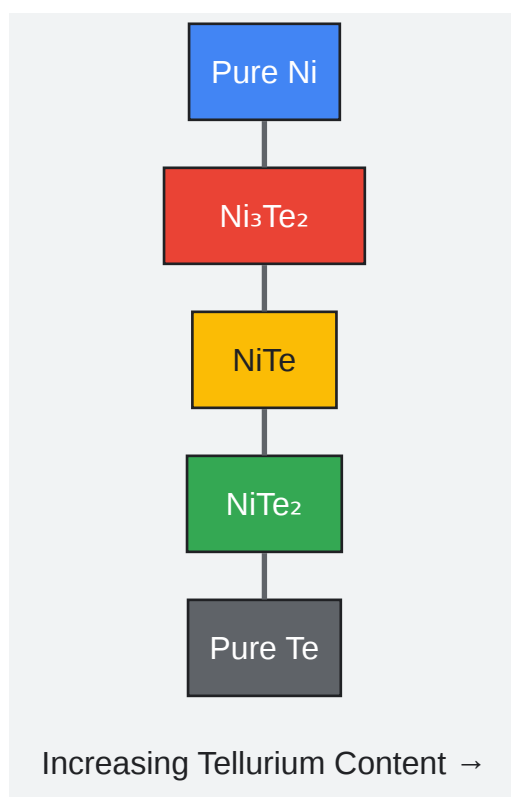 Pure Ni
Ni₃Te₂
NiTe
NiTe₂
Pure Te
Increasing Tellurium Content →